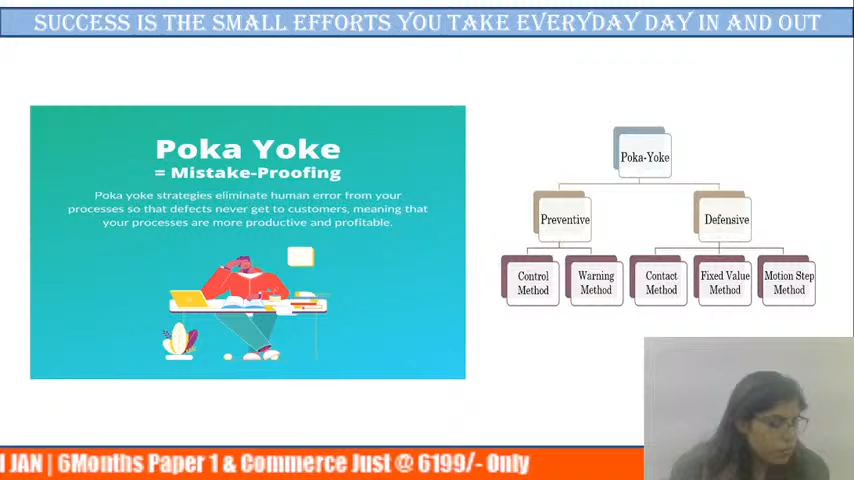 SUCCESS IS THE SMALL EFFORTS YOU TAKE EVERYDAY DAY IN AND OUT
Poka Yoke
= Mistake-Proofing
Poka yoke strategies eliminate human error from your
processes so that defects never get to customers, meaning that
your processes are more productive and profitable.
Poka-Yoke
Preventive
Defensive
Control
Method
Warning
Method
Contact
Method
Fixed Value
Method
Motion Step
Method
JAN | 6Months Paper 1 & Commerce Just @ 6199/- Only